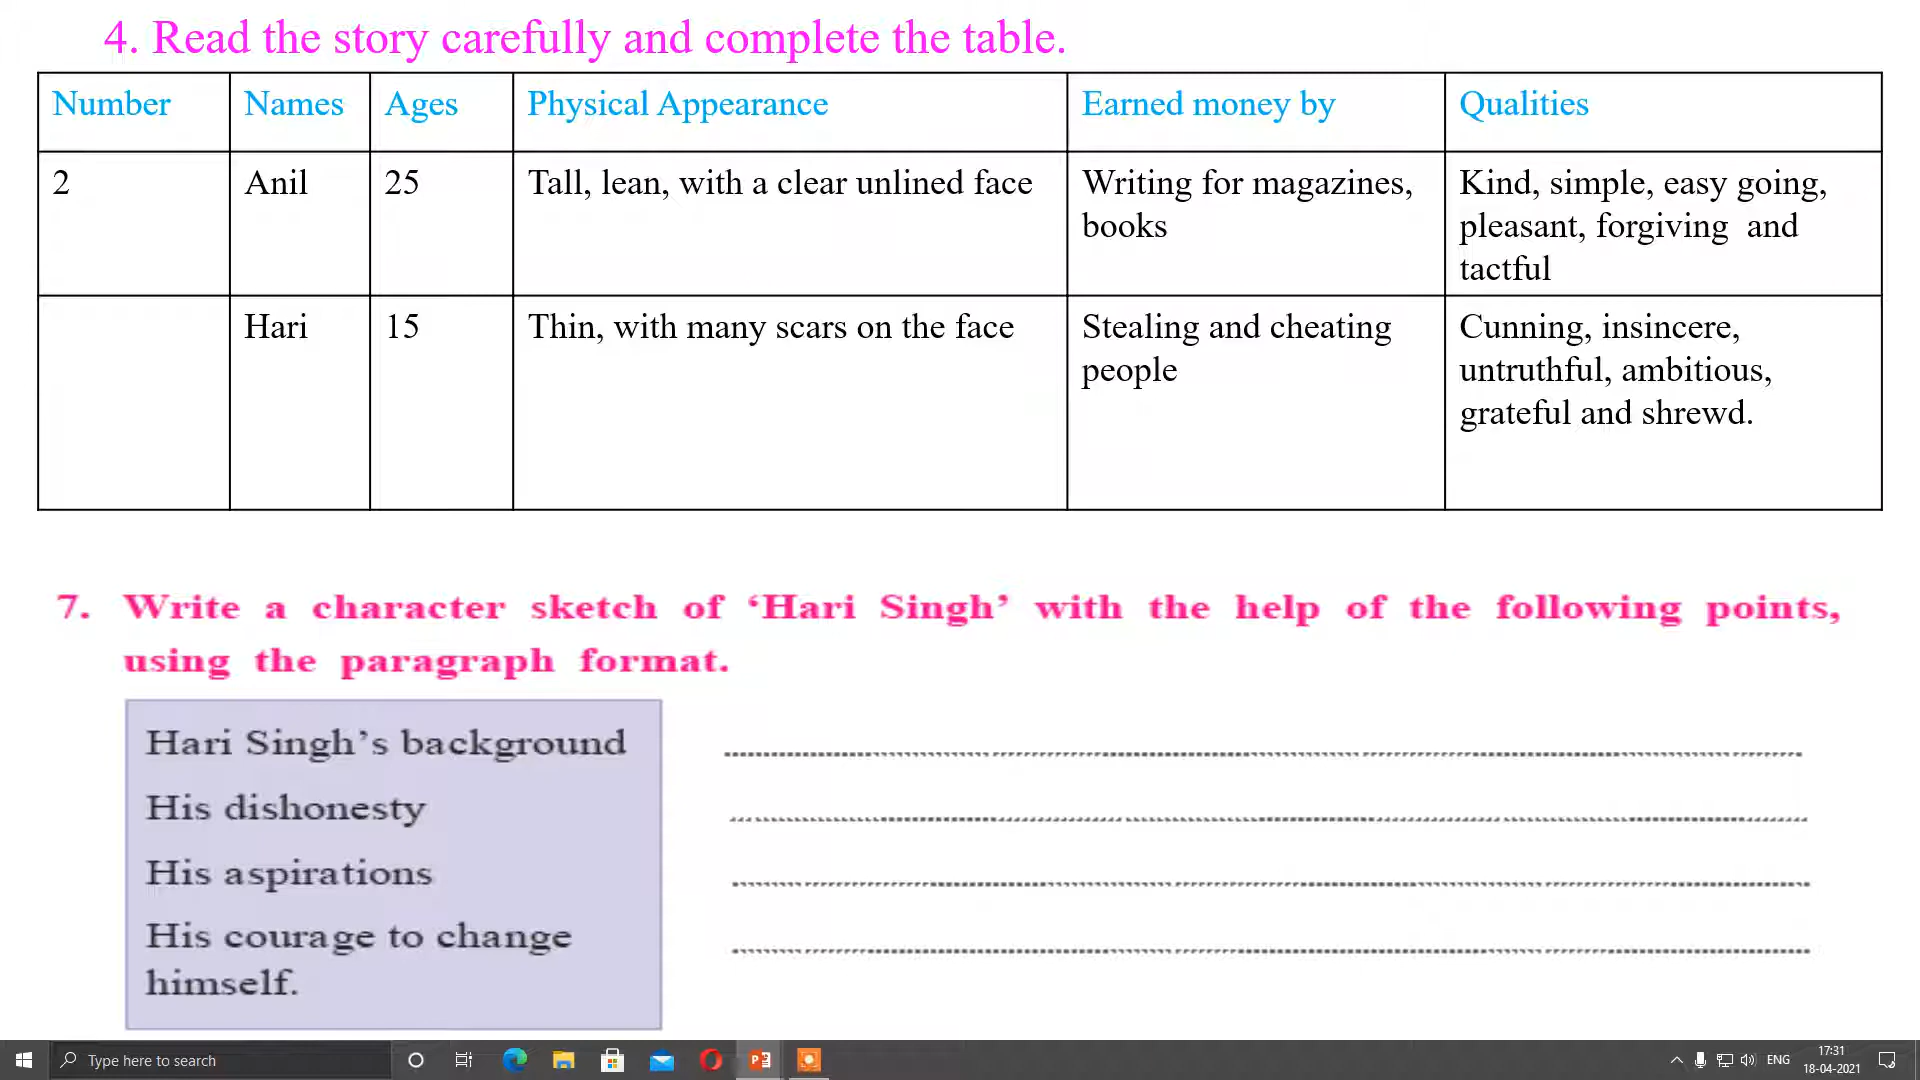 4. Read the story carefully and complete the table.
Number Names Ages Physical Appearance Earned money by Qualities
2 Anil 25 Tall, lean, with a clear unlined face Writing for magazines, Kind, simple, easy going,
books pleasant, forgiving and
tactful
Hari 15 Thin, with many scars on the face Stealing and cheating Cunning, insincere,
people untruthful, ambitious,
grateful and shrewd.
7. Write a character sketch of ‘Hari Singh’ with the help of the following points,
using the paragraph format.
Hari Singh’s background
His dishonesty
His aspirations
His courage to change
himself.
Type here to search
ENG
17:31
18-04-2021